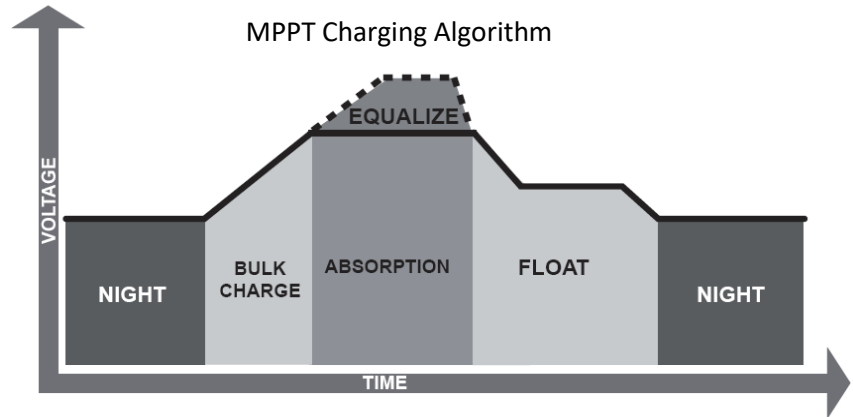 MPPT Charging Algorithm
EQUALIZE
VOLTAGE
NIGHT
BULK
CHARGE
ABSORPTION
FLOAT
NIGHT
TIME